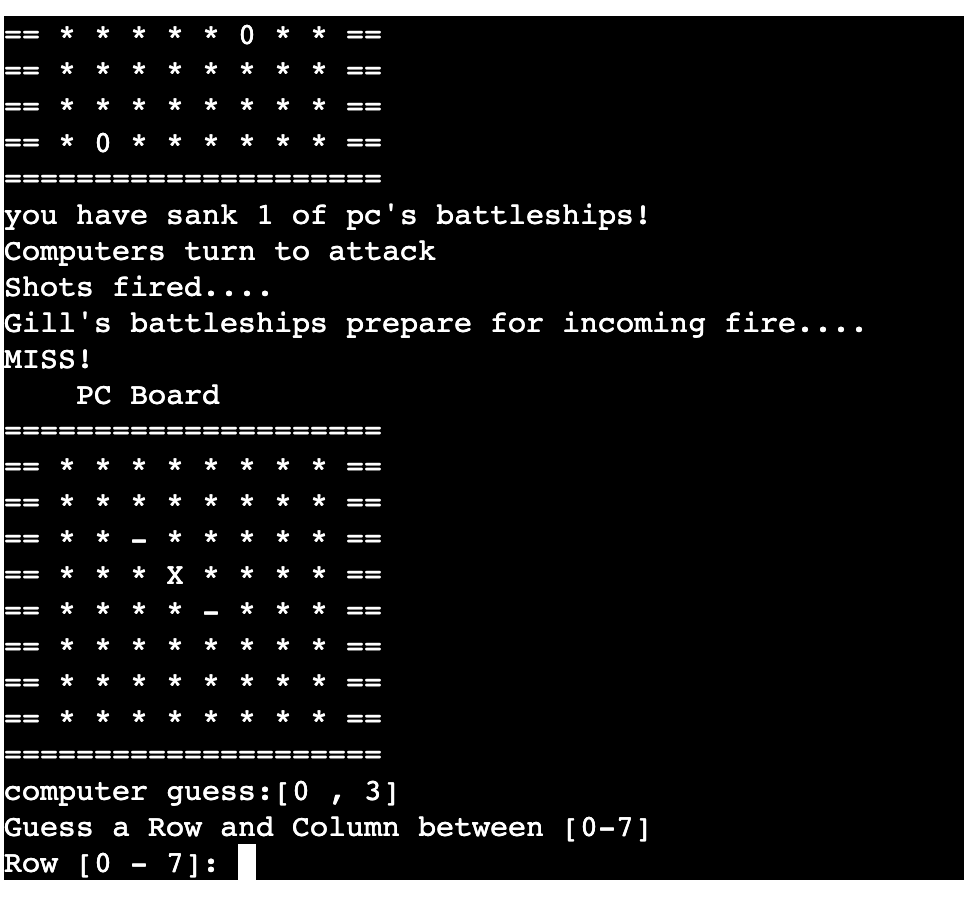 == * * * * * 0 * * ==
== * * * * * * * * ==
== * * * * * * * * ==
== * 0 * * * * * * ==
=====================
you have sank 1 of pc's battleships!
Computers turn to attack
Shots fired....
Gill's battleships prepare for incoming fire....
MISS!
    PC Board
=====================
== * * * * * * * * ==
== * * * * * * * * ==
== * * - * * * * * ==
== * * * X * * * * ==
== * * * * - * * * ==
== * * * * * * * * ==
== * * * * * * * * ==
== * * * * * * * * ==
=====================
computer guess:[0 , 3]
Guess a Row and Column between [0-7]
Row [0 - 7]: